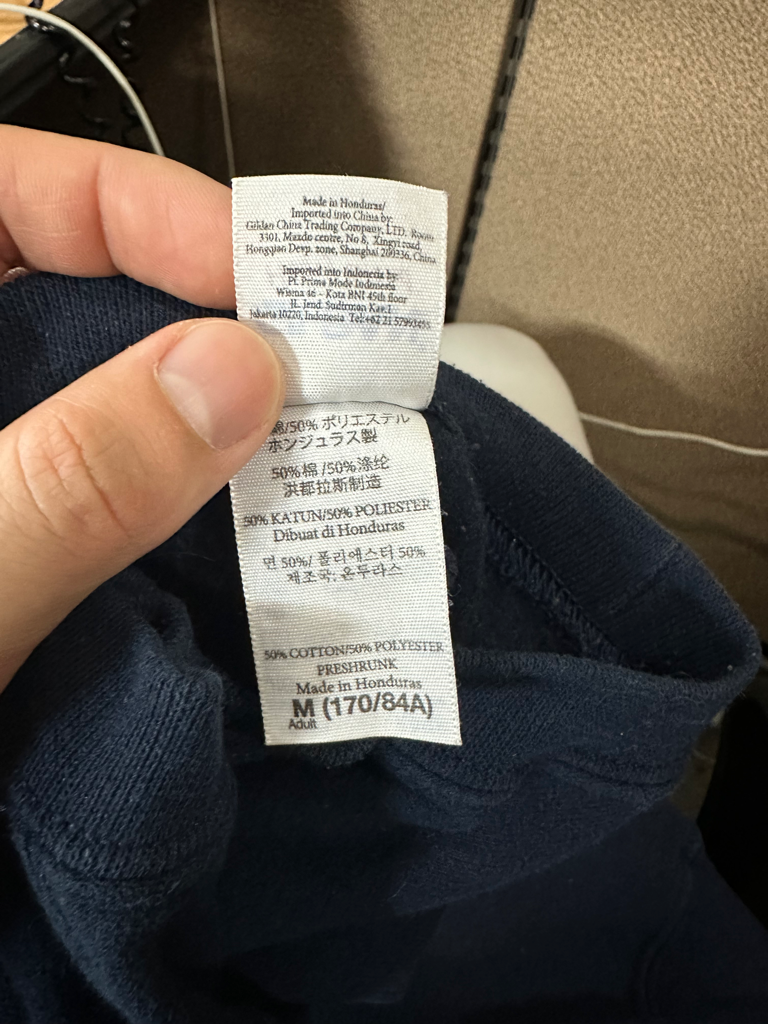 Made in Honduras/
Imported into China by:
Gildan China Trading Company, LTD. Room
3301, Maxdo centre, No 8, Xingyi road,
Hongqiao Devp. zone, Shanghai 200336, China
Imported into Indonesia by:
PT. Prima Mode Indonesia
Wisma 46 - Kota BNI 45th floor
JL. Jend. Sudirman Kav.1
Jakarta 10220, Indonesia Tel:+62 21 5799
綿/50% ポリエステル
ホンジュラス製
50%棉/50%涤纶
洪都拉斯制造
50% KATUN/50% POLIESTER
Dibuat di Honduras
면 50%/ 폴리에스터 50%
제조국: 온두라스
50% COTTON/50% POLYESTER
PRESHRUNK
Made in Honduras
M (170/84A)
Adult